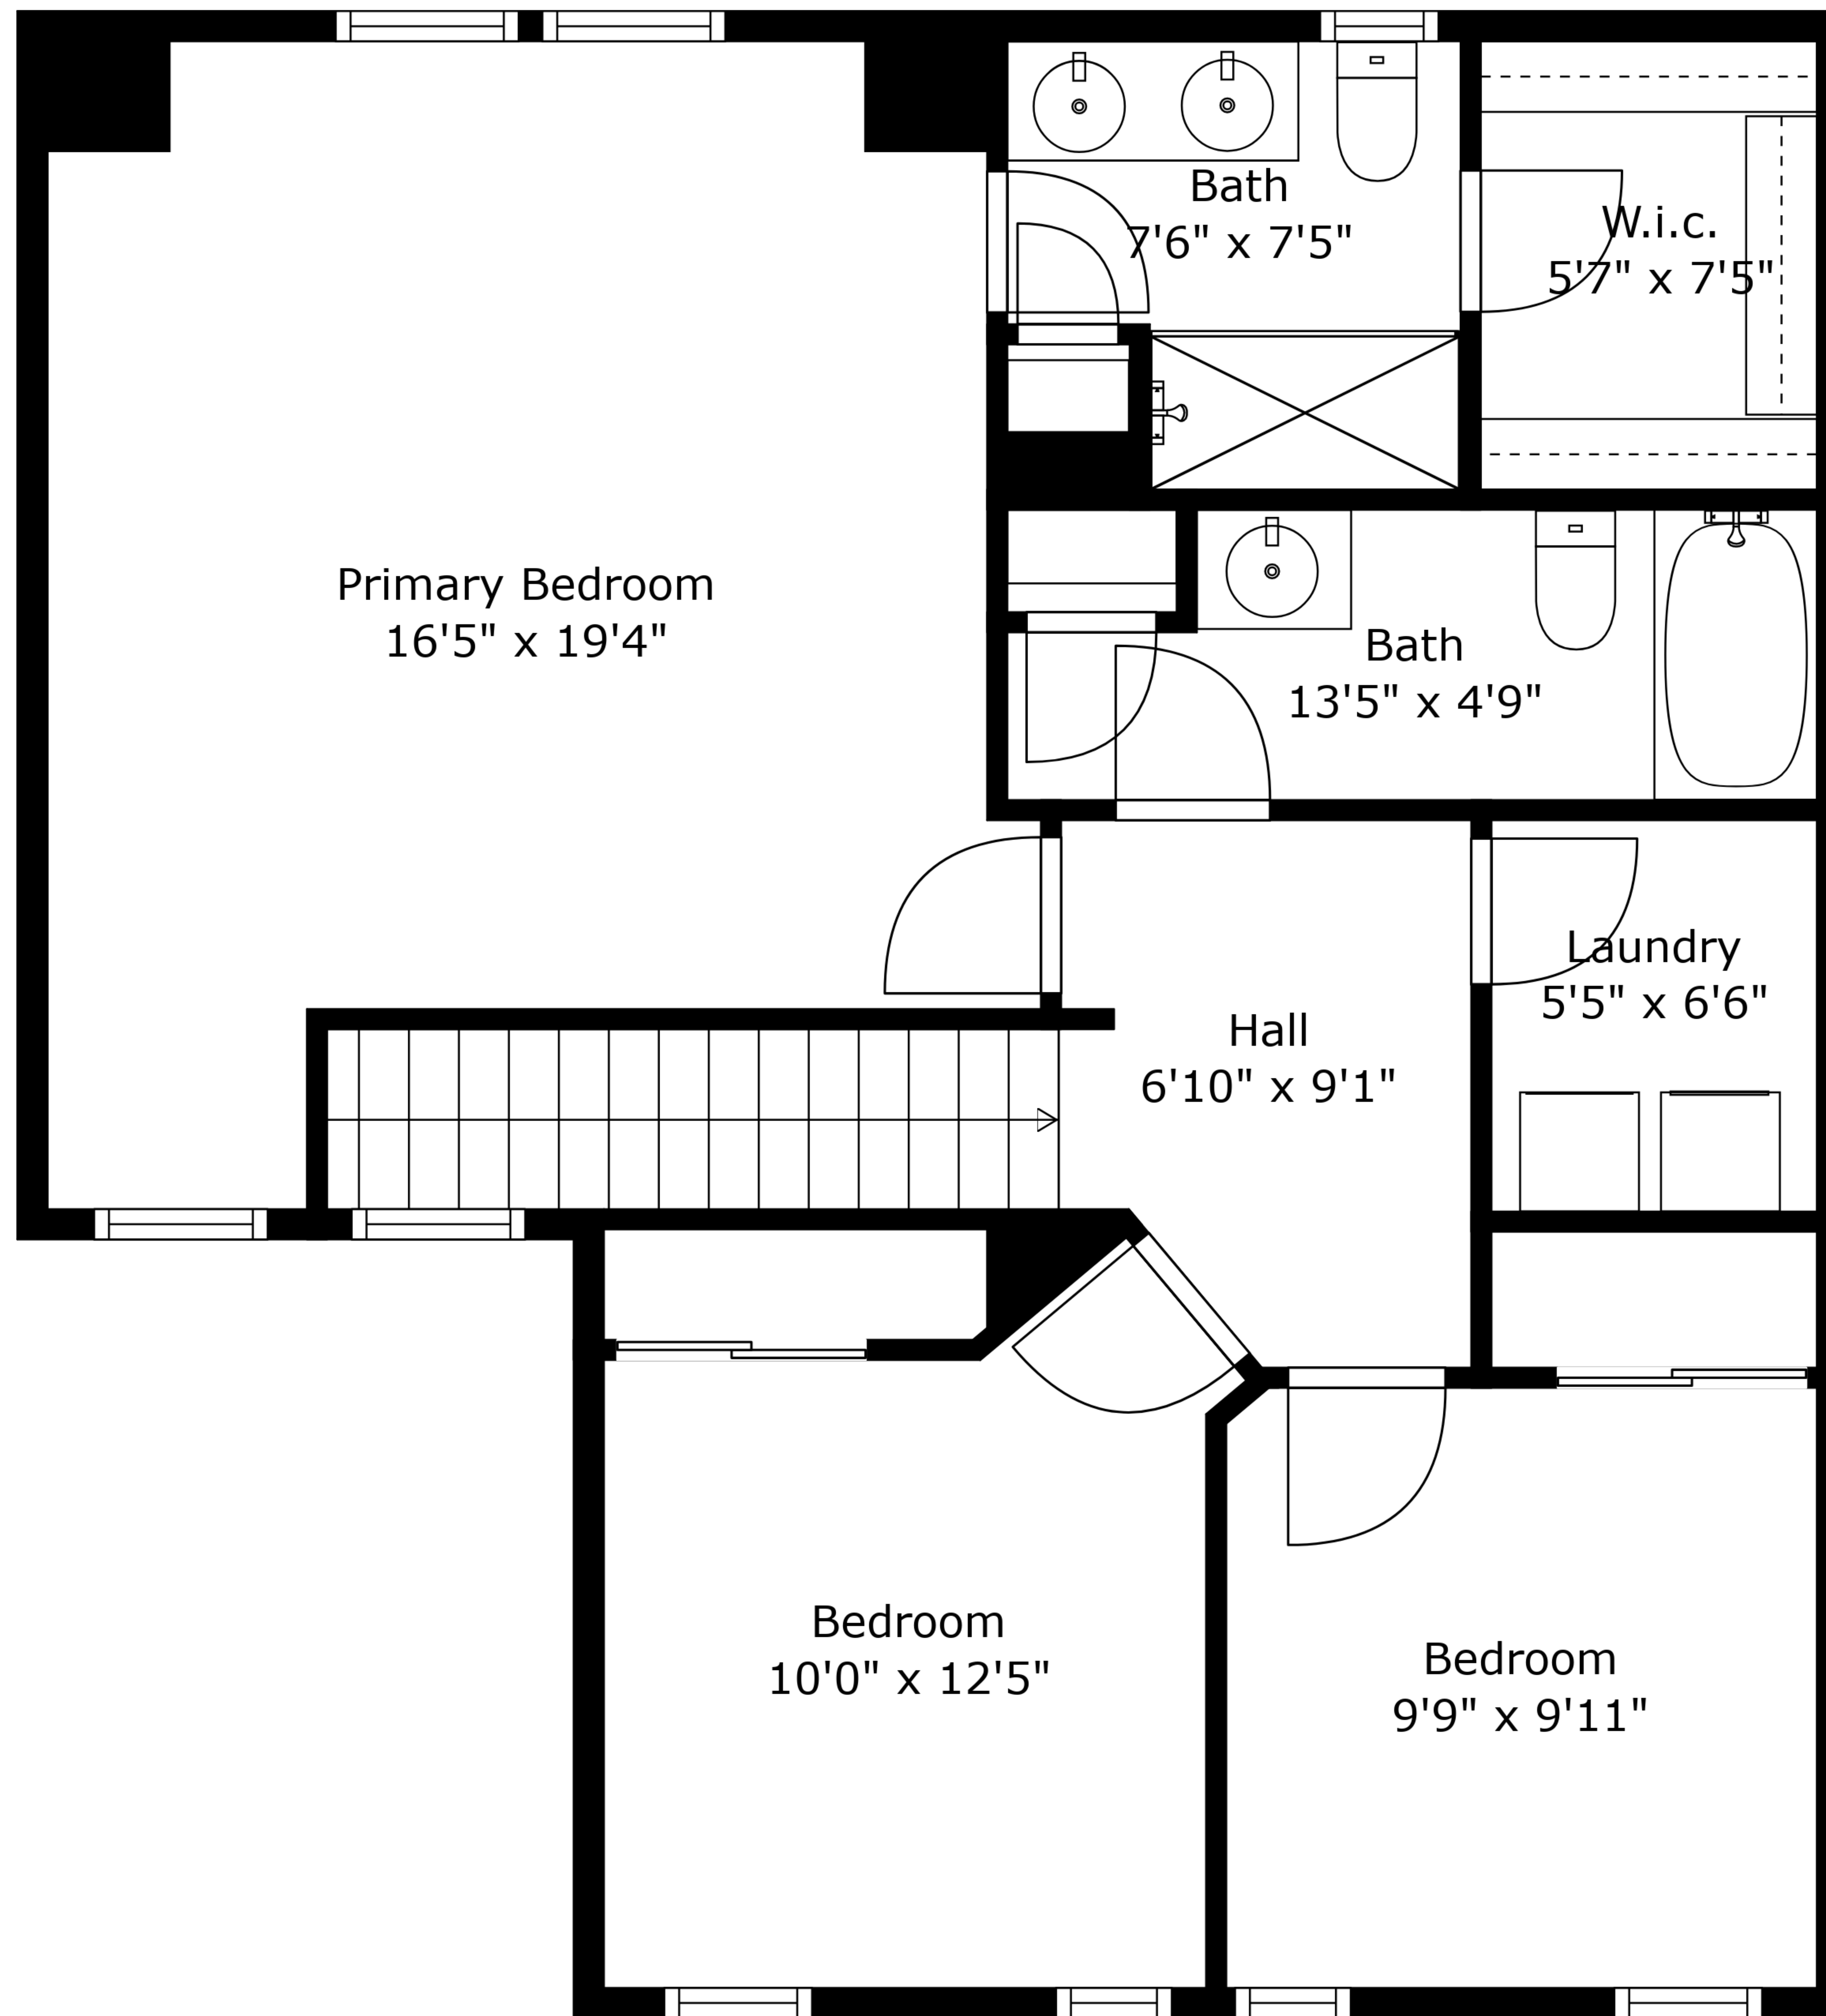 Bath
7'6" x 7'5"
W.i.c.
5'7" x 7'5"
Primary Bedroom
16'5" x 19'4"
Bath
13'5" x 4'9"
Laundry
5'5" x 6'6"
Hall
6'10" x 9'1"
Bedroom
10'0" x 12'5"
Bedroom
9'9" x 9'11"